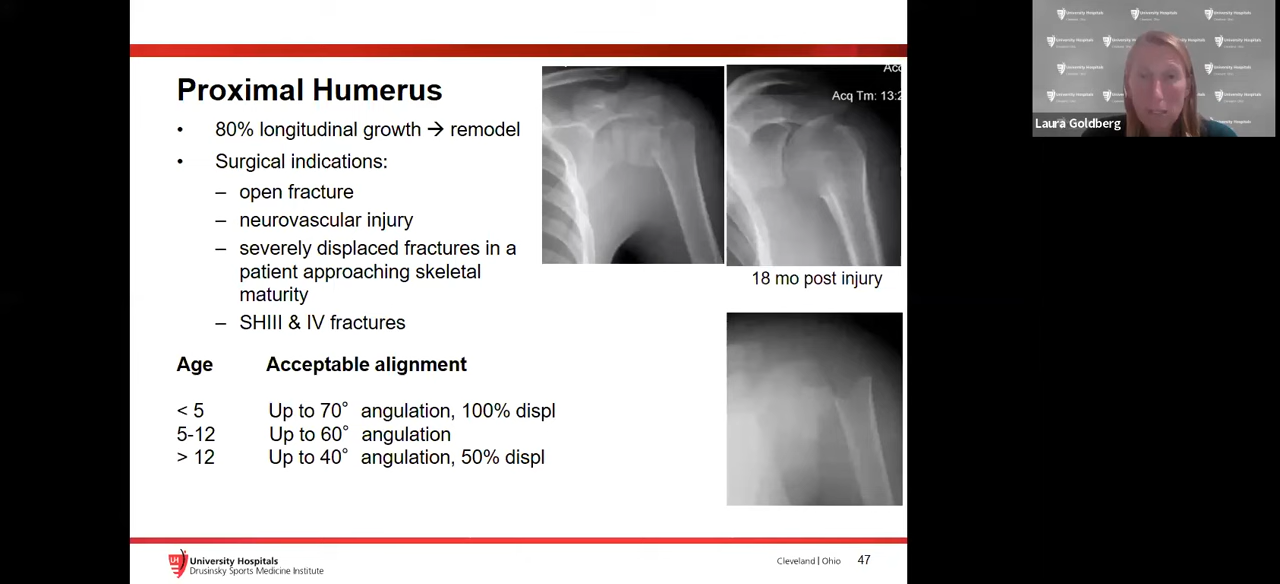 Proximal Humerus
• 80% longitudinal growth → remodel
• Surgical indications:
– open fracture
– neurovascular injury
– severely displaced fractures in a
patient approaching skeletal
maturity
– SHIII & IV fractures
Age Acceptable alignment
< 5 Up to 70° angulation, 100% displ
5-12 Up to 60° angulation
> 12 Up to 40° angulation, 50% displ
Acq Tm: 13:2
18 mo post injury
University Hospitals
Drusinsky Sports Medicine Institute
Cleveland | Ohio 47
Laura Goldberg